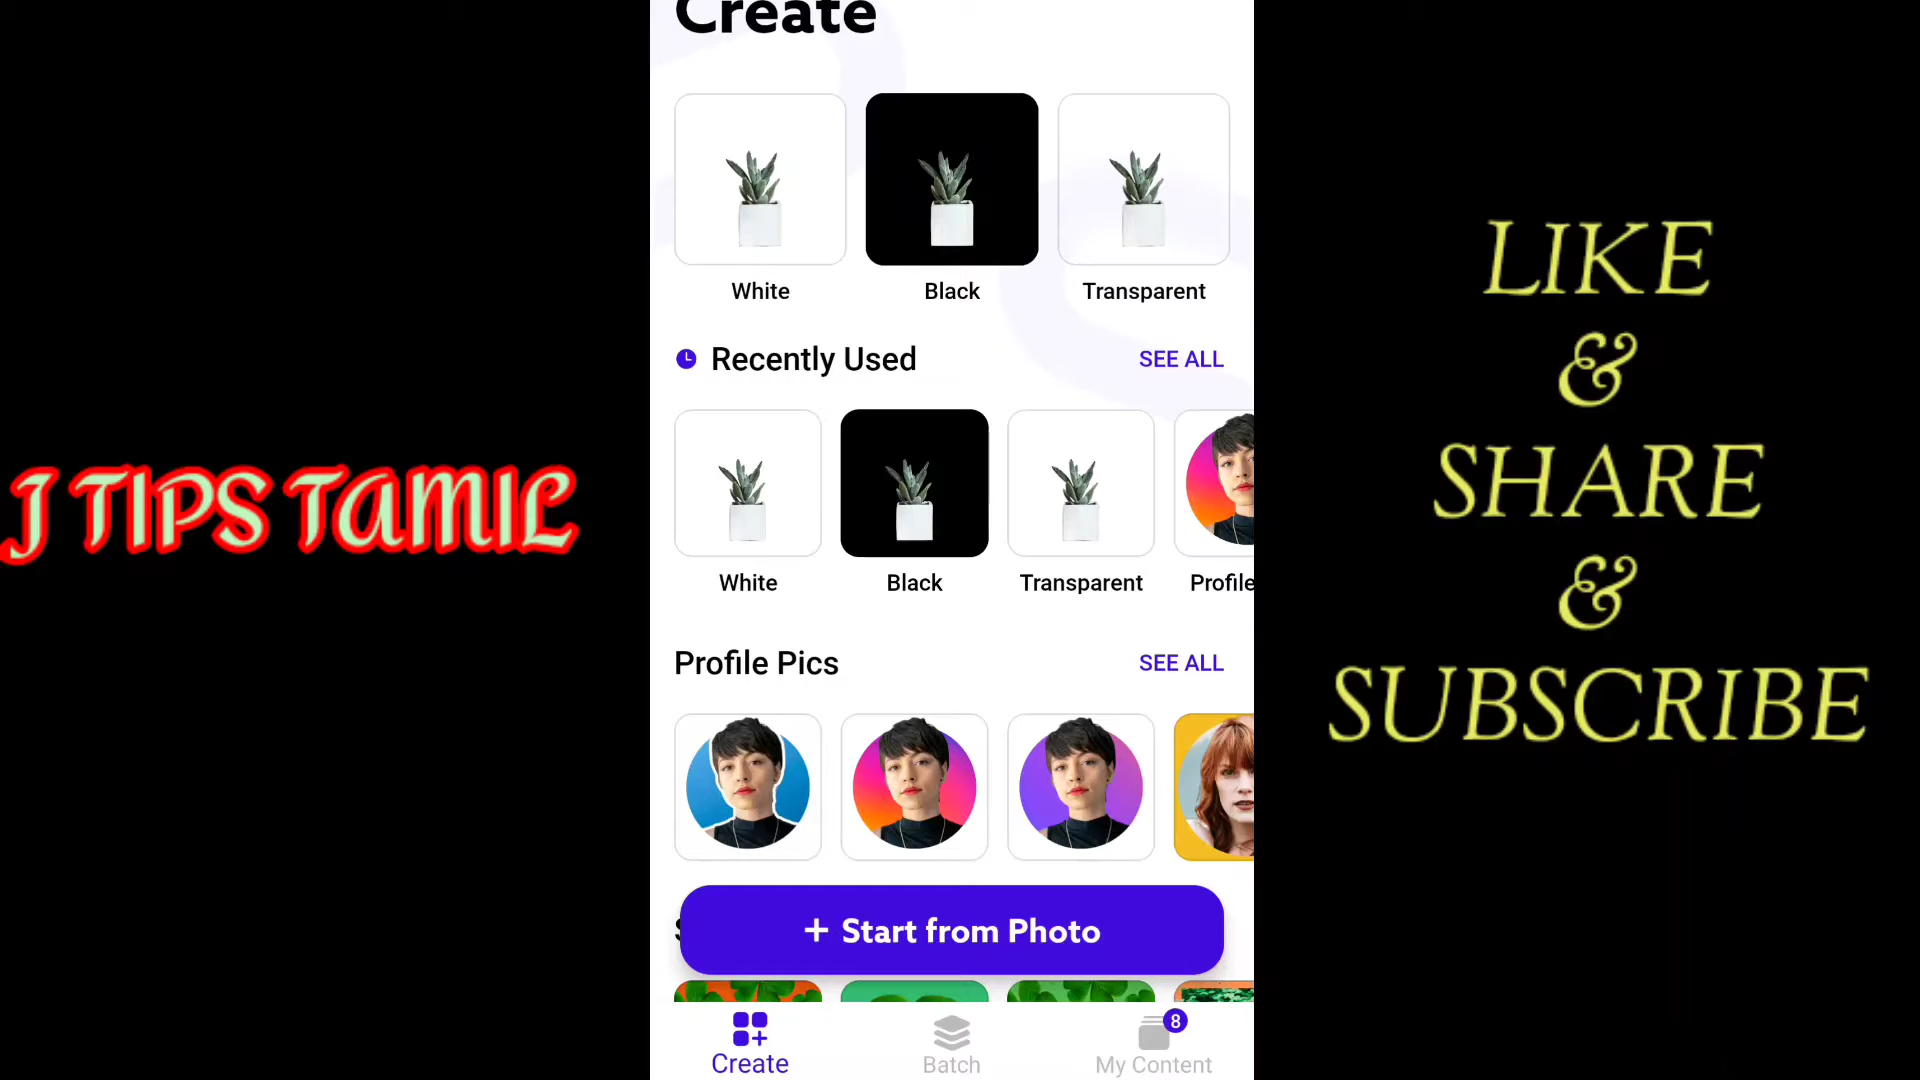 Create
White
Black
Transparent
Recently Used
SEE ALL
White
Black
Transparent
Profile
Profile Pics
SEE ALL
+ Start from Photo
Create
Batch
8
My Content
J TIPS TAMIL
LIKE
&
SHARE
&
SUBSCRIBE